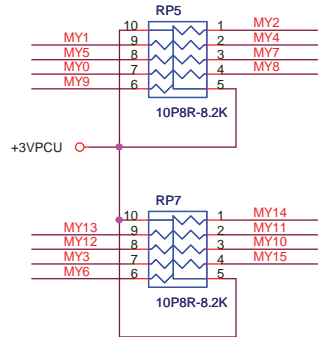 RP5
10 1 MY2
MY1 9 2 MY4
MY5 8 3 MY7
MY0 7 4 MY8
MY9 6 5
10P8R-8.2K
+3VPCU
RP7
10 1 MY14
MY13 9 2 MY11
MY12 8 3 MY10
MY3 7 4 MY15
MY6 6 5
10P8R-8.2K